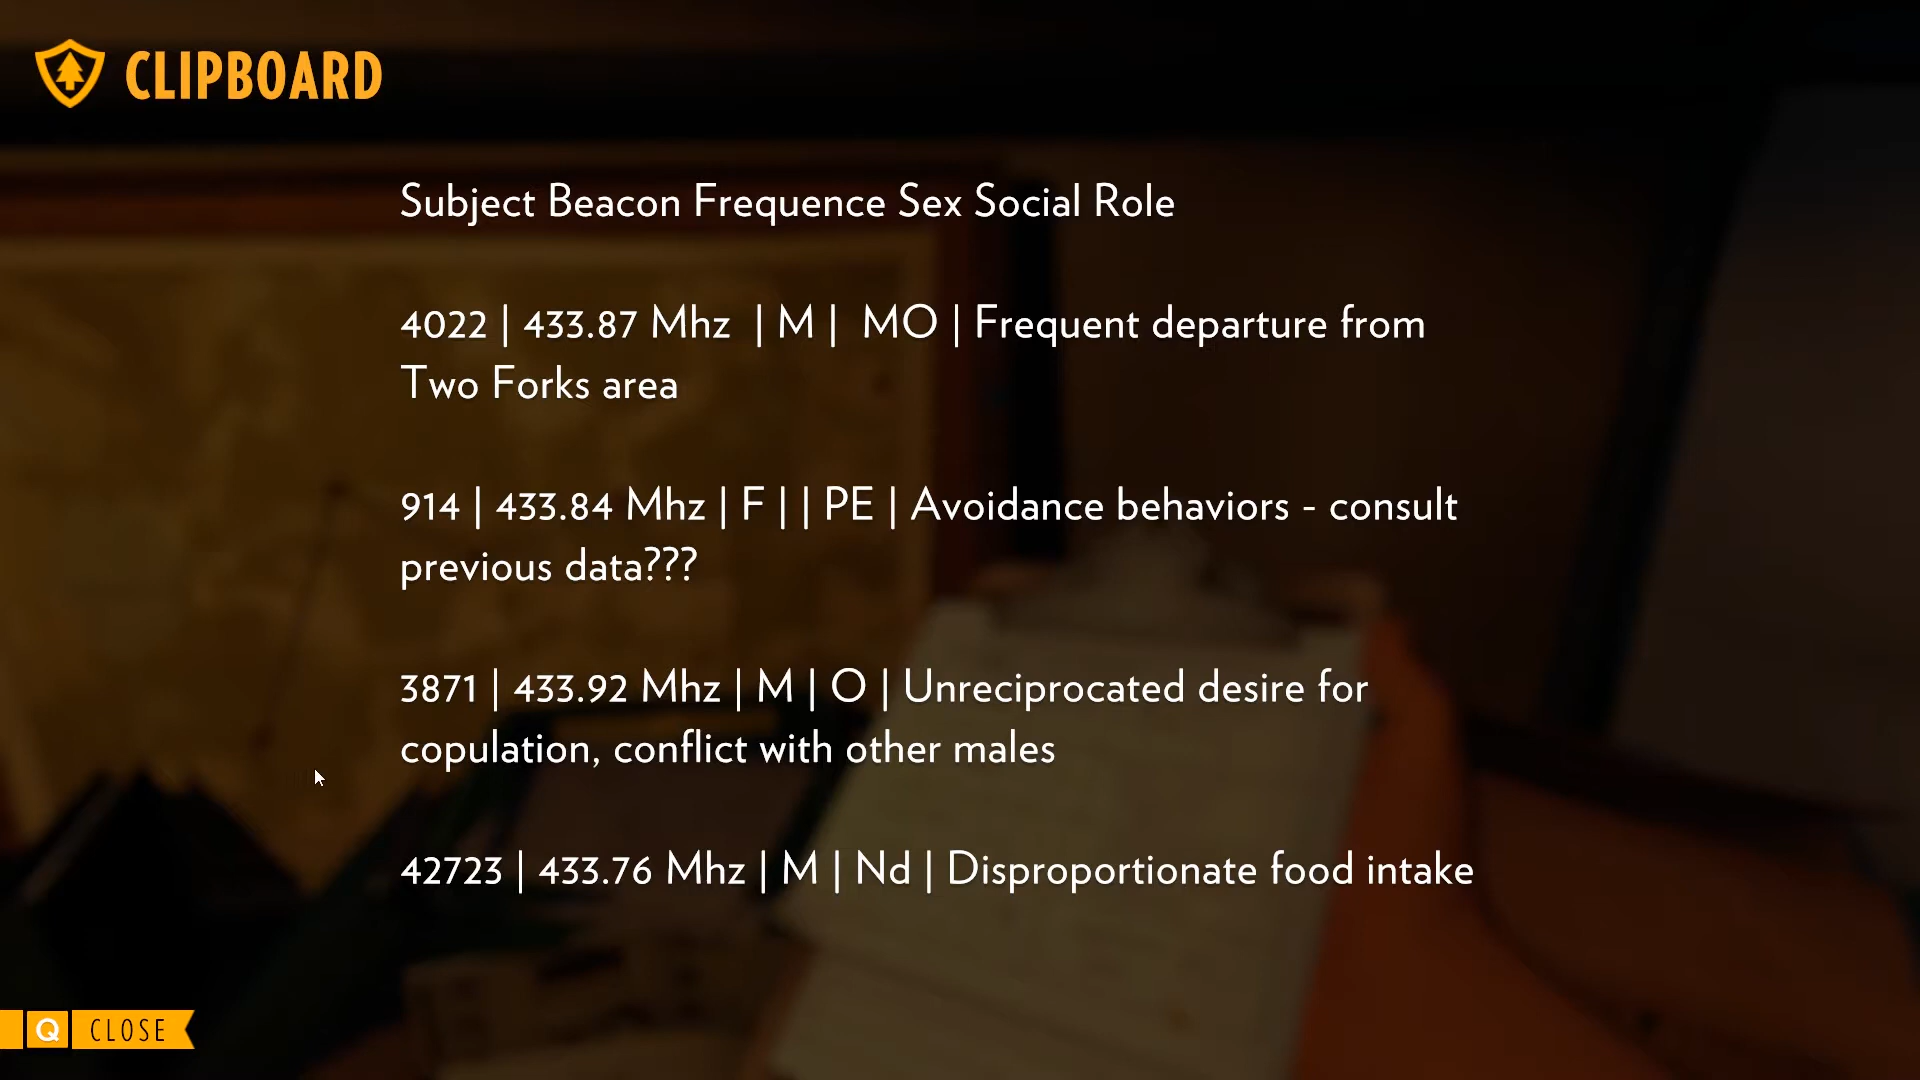 CLIPBOARD
Subject Beacon Frequence Sex Social Role
4022 | 433.87 Mhz | M | MO | Frequent departure from
Two Forks area
914 | 433.84 Mhz | F | | PE | Avoidance behaviors - consult
previous data???
3871 | 433.92 Mhz | M | O | Unreciprocated desire for
copulation, conflict with other males
42723 | 433.76 Mhz | M | Nd | Disproportionate food intake
Q CLOSE